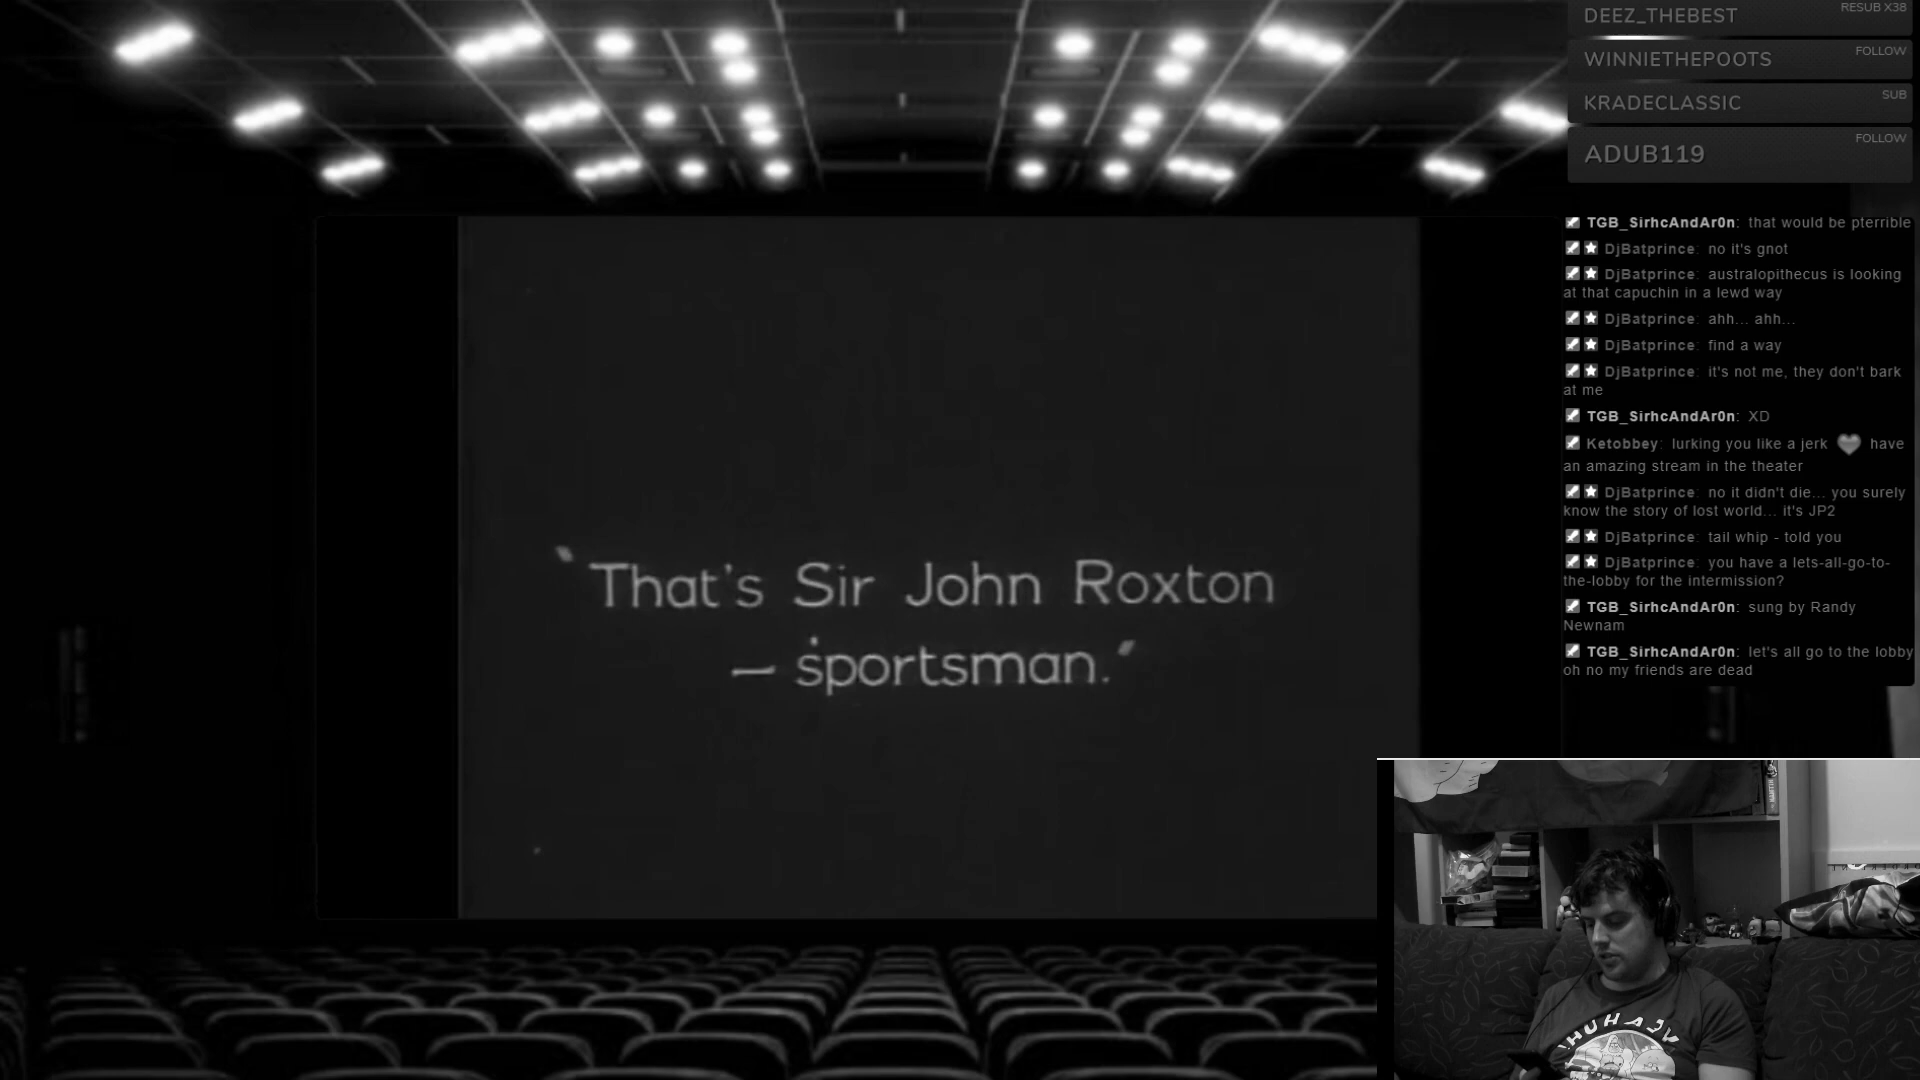 DEEZ_THEBEST RESUB X38
WINNIETHEPOOTS FOLLOW
KRADECLASSIC SUB
ADUB119 FOLLOW
TGB_SirhcAndAr0n: that would be pterrible
DjBatprince: no it's gnot
DjBatprince: australopithecus is looking
at that capuchin in a lewd way
DjBatprince: ahh... ahh...
DjBatprince: find a way
DjBatprince: it's not me, they don't bark
at me
TGB_SirhcAndAr0n: XD
Ketobbey: lurking you like a jerk have
an amazing stream in the theater
DjBatprince: no it didn't die... you surely
know the story of lost world... it's JP2
DjBatprince: tail whip - told you
DjBatprince: you have a lets-all-go-to-
the-lobby for the intermission?
TGB_SirhcAndAr0n: sung by Randy
Newnam
TGB_SirhcAndAr0n: let's all go to the lobby
oh no my friends are dead
"That's Sir John Roxton
— sportsman."